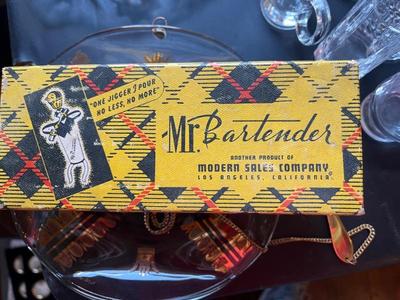 "ONE JIGGER I POUR
NO LESS, NO MORE"
Mr. Bartender
ANOTHER PRODUCT OF
MODERN SALES COMPANY
LOS ANGELES, CALIFORNIA